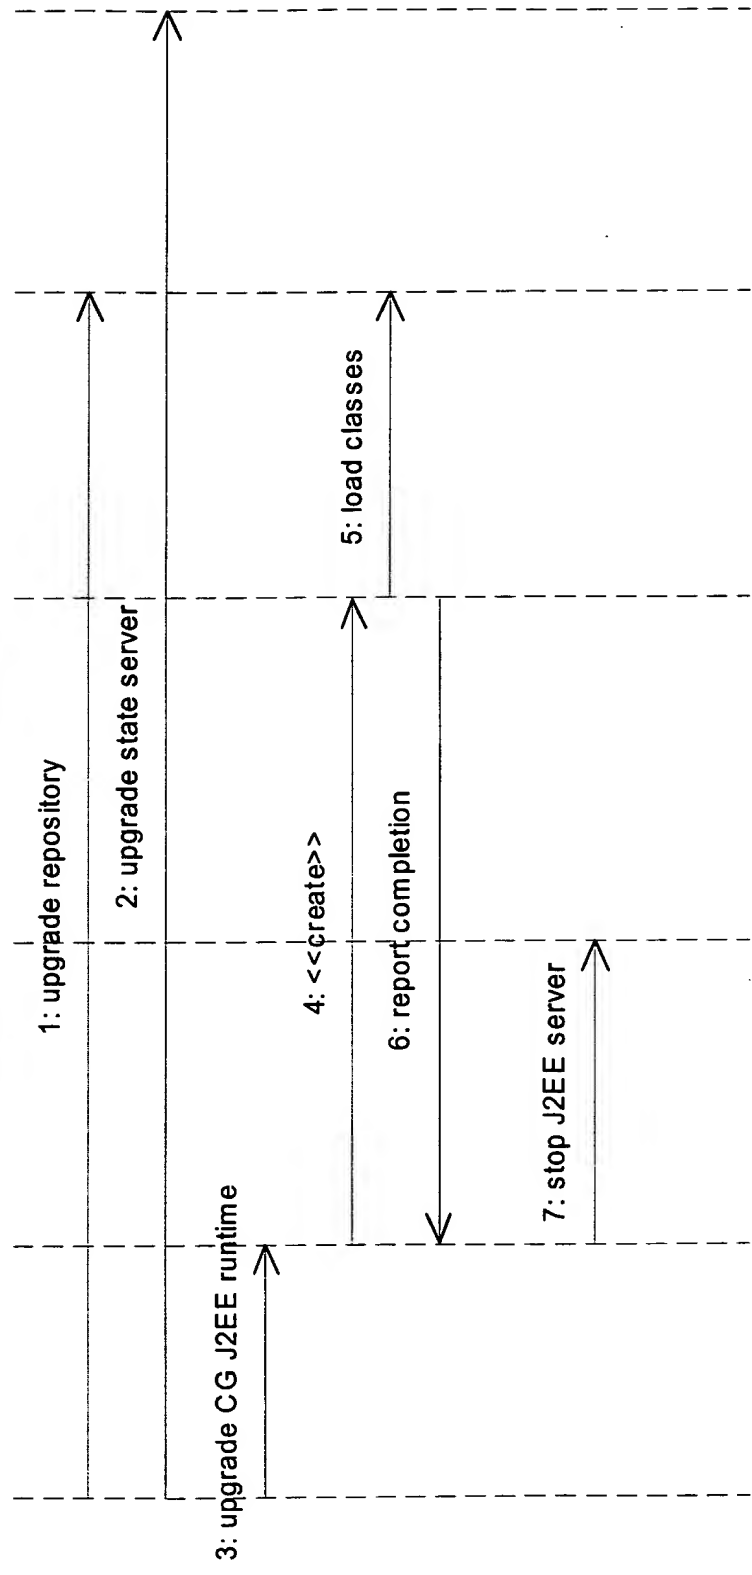 1: upgrade repository
2: upgrade state server
3: upgrade CG J2EE runtime
4: <<create>>
5: load classes
6: report completion
7: stop J2EE server